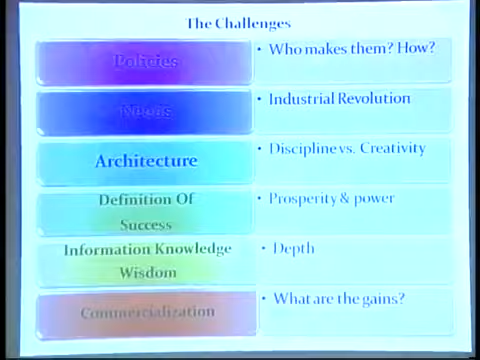 The Challenges
Policies
• Who makes them? How?
Needs
• Industrial Revolution
Architecture
• Discipline vs. Creativity
Definition Of
Success
• Prosperity & power
Information Knowledge
Wisdom
• Depth
Commercialization
• What are the gains?